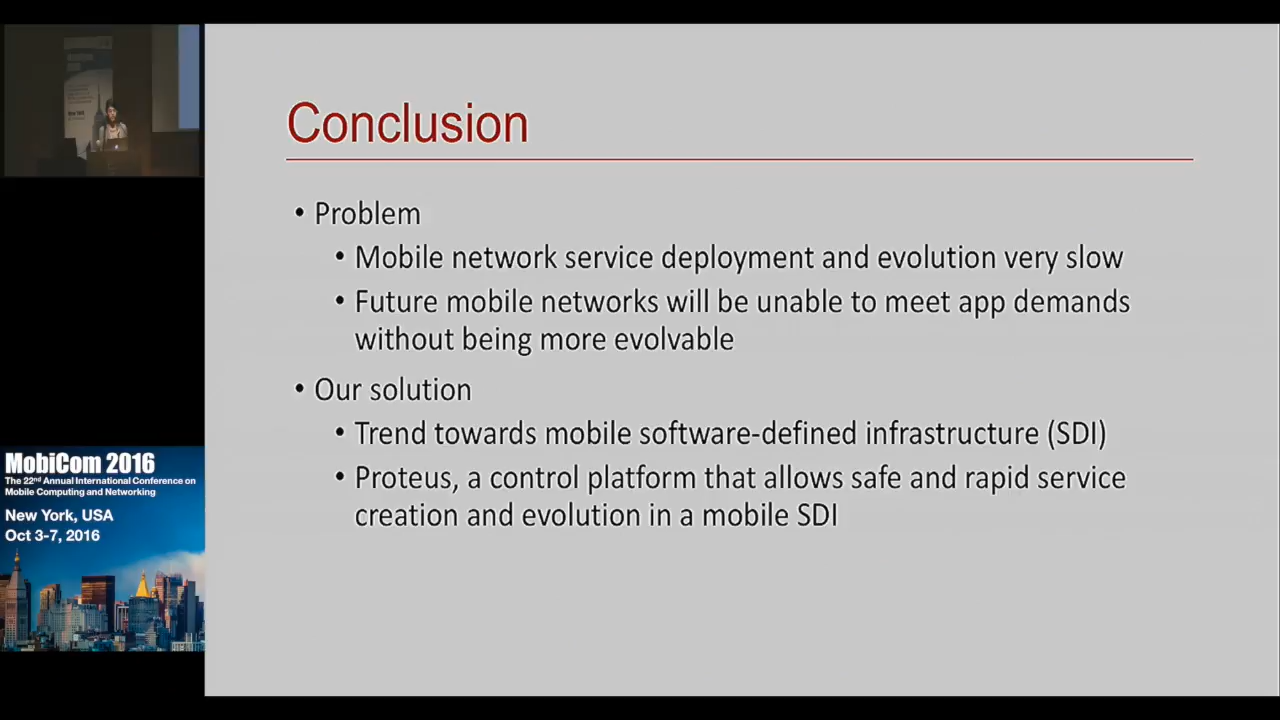 Conclusion
• Problem
• Mobile network service deployment and evolution very slow
• Future mobile networks will be unable to meet app demands
without being more evolvable
• Our solution
• Trend towards mobile software-defined infrastructure (SDI)
• Proteus, a control platform that allows safe and rapid service
creation and evolution in a mobile SDI
MobiCom 2016
The 22nd Annual International Conference on
Mobile Computing and Networking
New York, USA
Oct 3-7, 2016